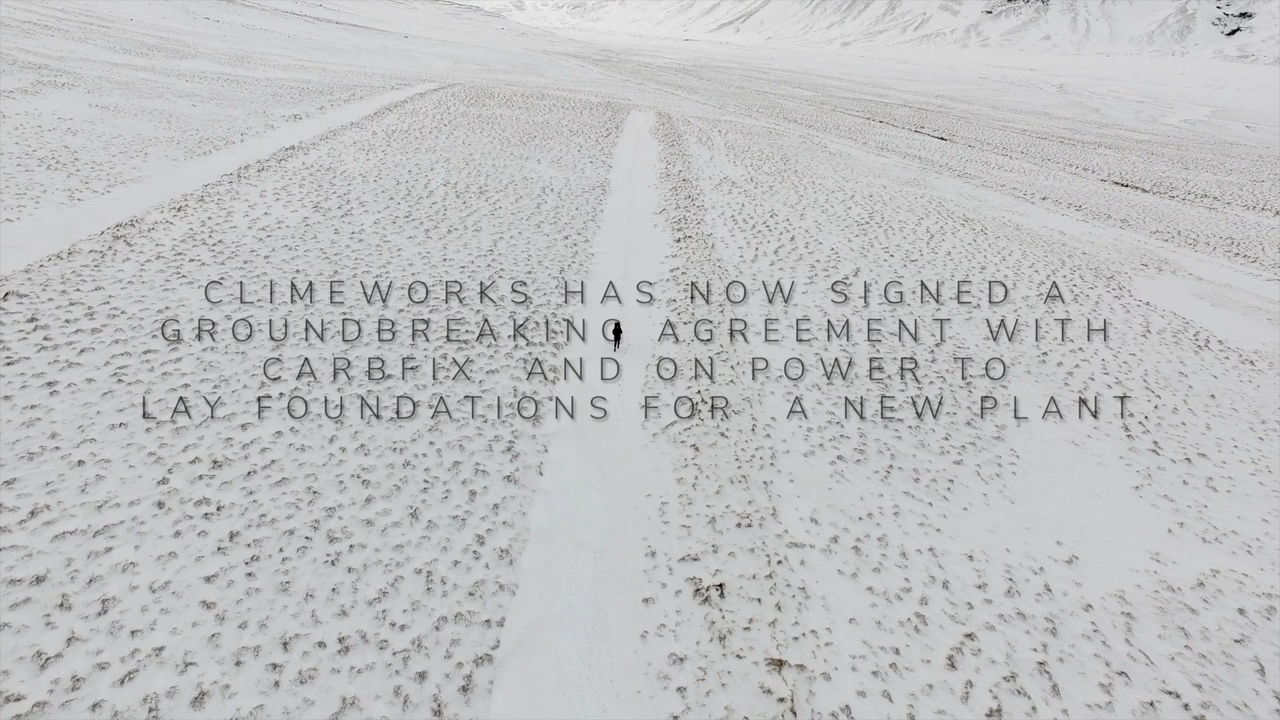 CLIMEWORKS HAS NOW SIGNED A
GROUNDBREAKING AGREEMENT WITH
CARBFIX AND ON POWER TO
LAY FOUNDATIONS FOR A NEW PLANT